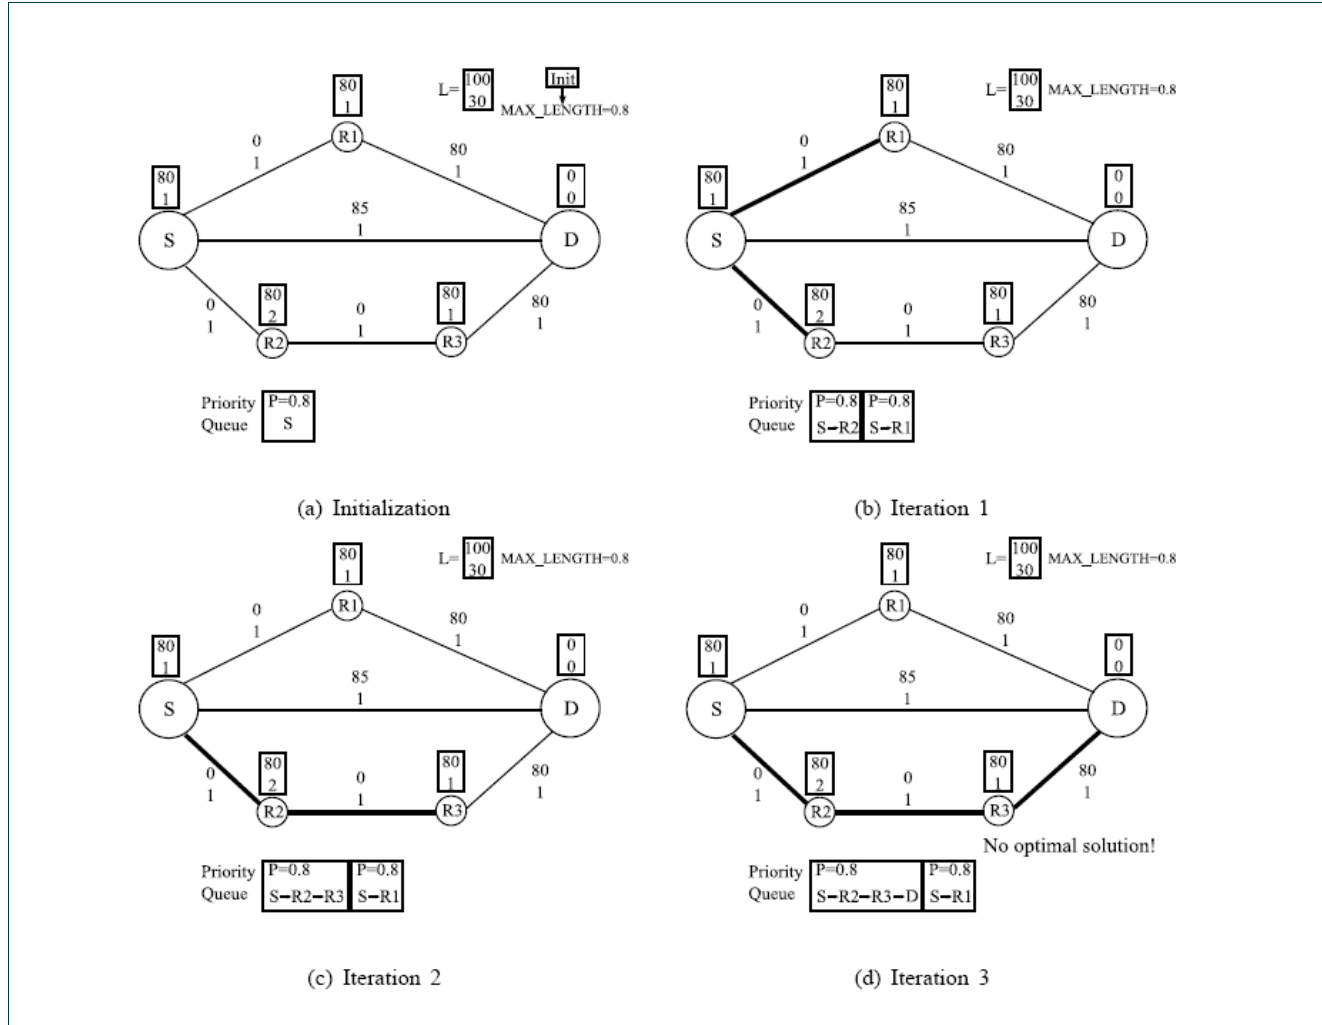 80
1
L=
100
30
Init
MAX_LENGTH=0.8
R1
0
1
80
1
80
1
0
0
85
1
S
D
80
2
80
1
0
1
0
1
80
1
R2
R3
Priority
Queue
P=0.8
S
(a) Initialization
80
1
L=
100
30
MAX_LENGTH=0.8
R1
0
1
80
1
80
1
0
0
85
1
S
D
80
2
80
1
0
1
0
1
80
1
R2
R3
Priority
Queue
P=0.8 P=0.8
S-R2 S-R1
(b) Iteration 1
80
1
L=
100
30
MAX_LENGTH=0.8
R1
0
1
80
1
80
1
0
0
85
1
S
D
80
2
80
1
0
1
0
1
80
1
R2
R3
Priority
Queue
P=0.8 P=0.8
S-R2-R3 S-R1
(c) Iteration 2
80
1
L=
100
30
MAX_LENGTH=0.8
R1
0
1
80
1
80
1
0
0
85
1
S
D
80
2
80
1
0
1
0
1
80
1
R2
R3
No optimal solution!
Priority
Queue
P=0.8 P=0.8
S-R2-R3-D S-R1
(d) Iteration 3